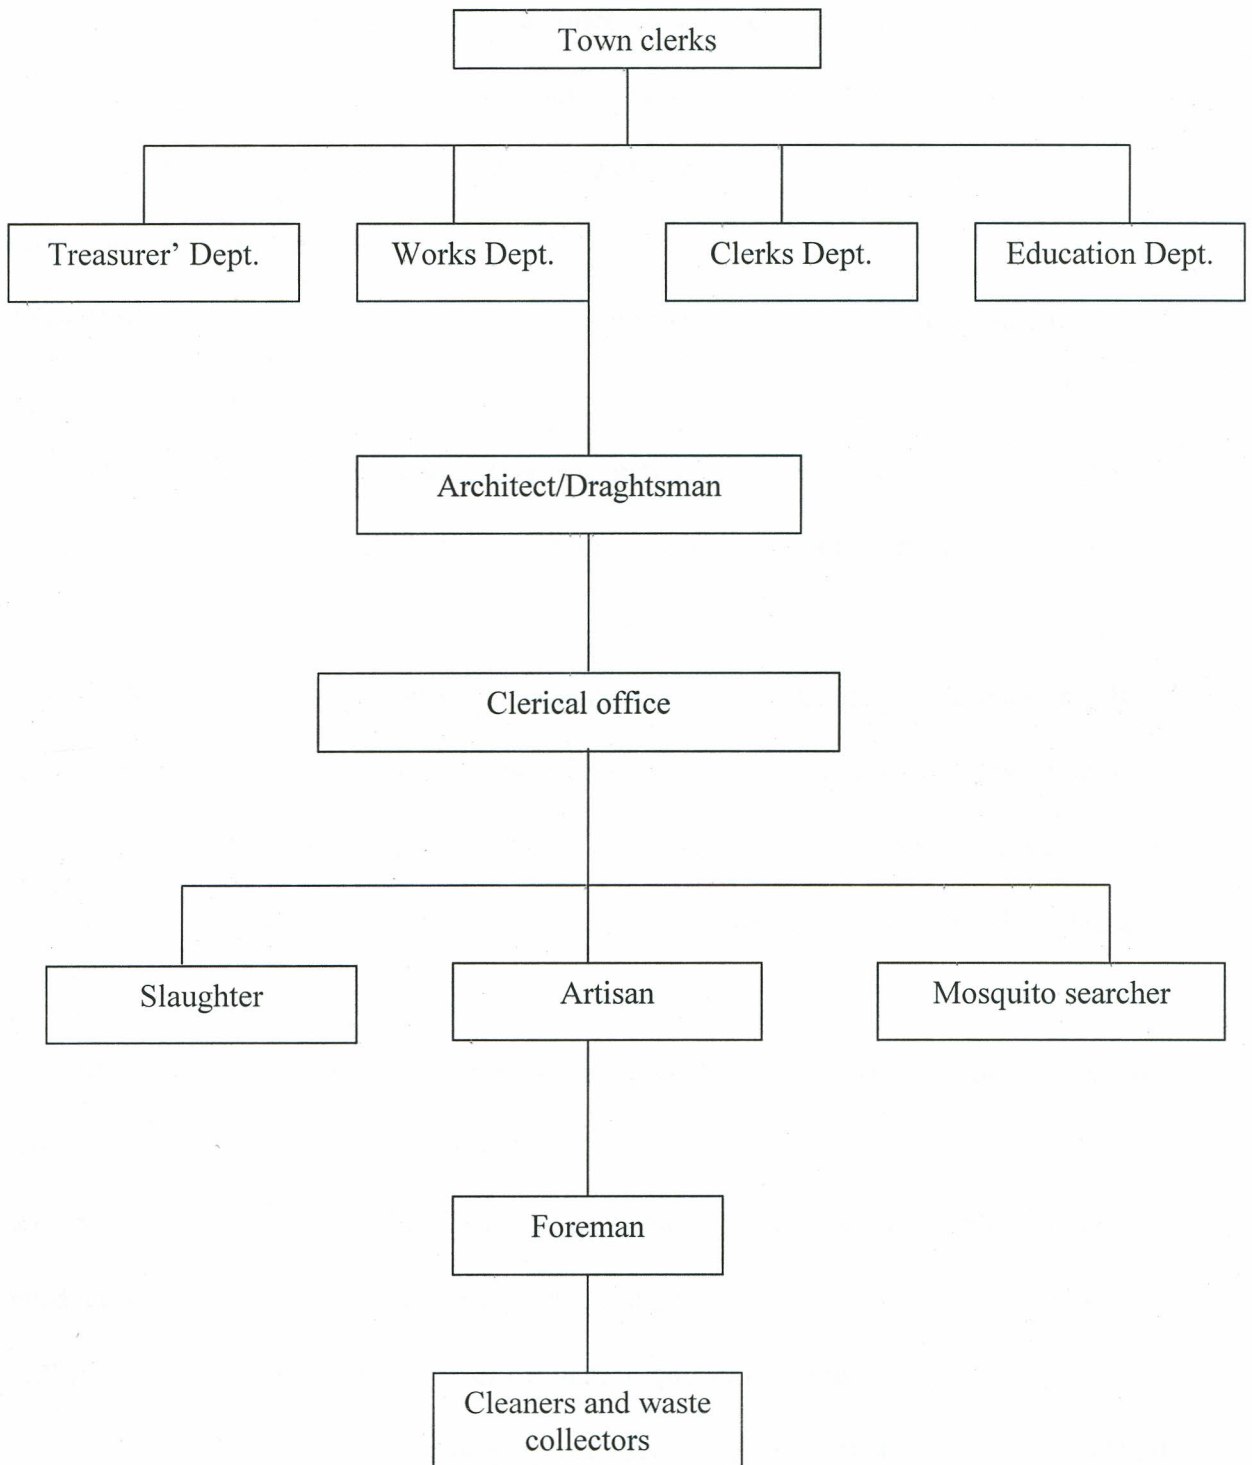 Town clerks
Treasurer’ Dept.
Works Dept.
Clerks Dept.
Education Dept.
Architect/Draghtsman
Clerical office
Slaughter
Artisan
Mosquito searcher
Foreman
Cleaners and waste
collectors